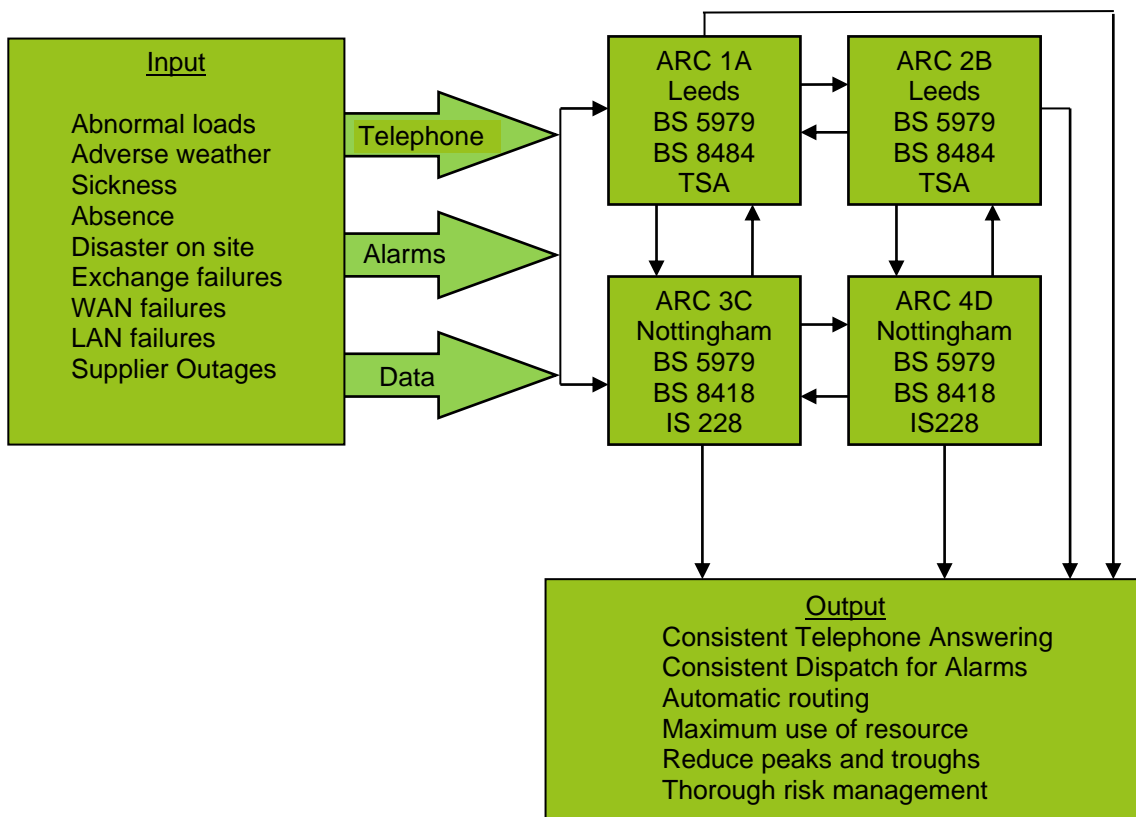 Input
Abnormal loads
Adverse weather
Sickness
Absence
Disaster on site
Exchange failures
WAN failures
LAN failures
Supplier Outages
Telephone
Alarms
Data
ARC 1A
Leeds
BS 5979
BS 8484
TSA
ARC 2B
Leeds
BS 5979
BS 8484
TSA
ARC 3C
Nottingham
BS 5979
BS 8418
IS 228
ARC 4D
Nottingham
BS 5979
BS 8418
IS228
Output
Consistent Telephone Answering
Consistent Dispatch for Alarms
Automatic routing
Maximum use of resource
Reduce peaks and troughs
Thorough risk management